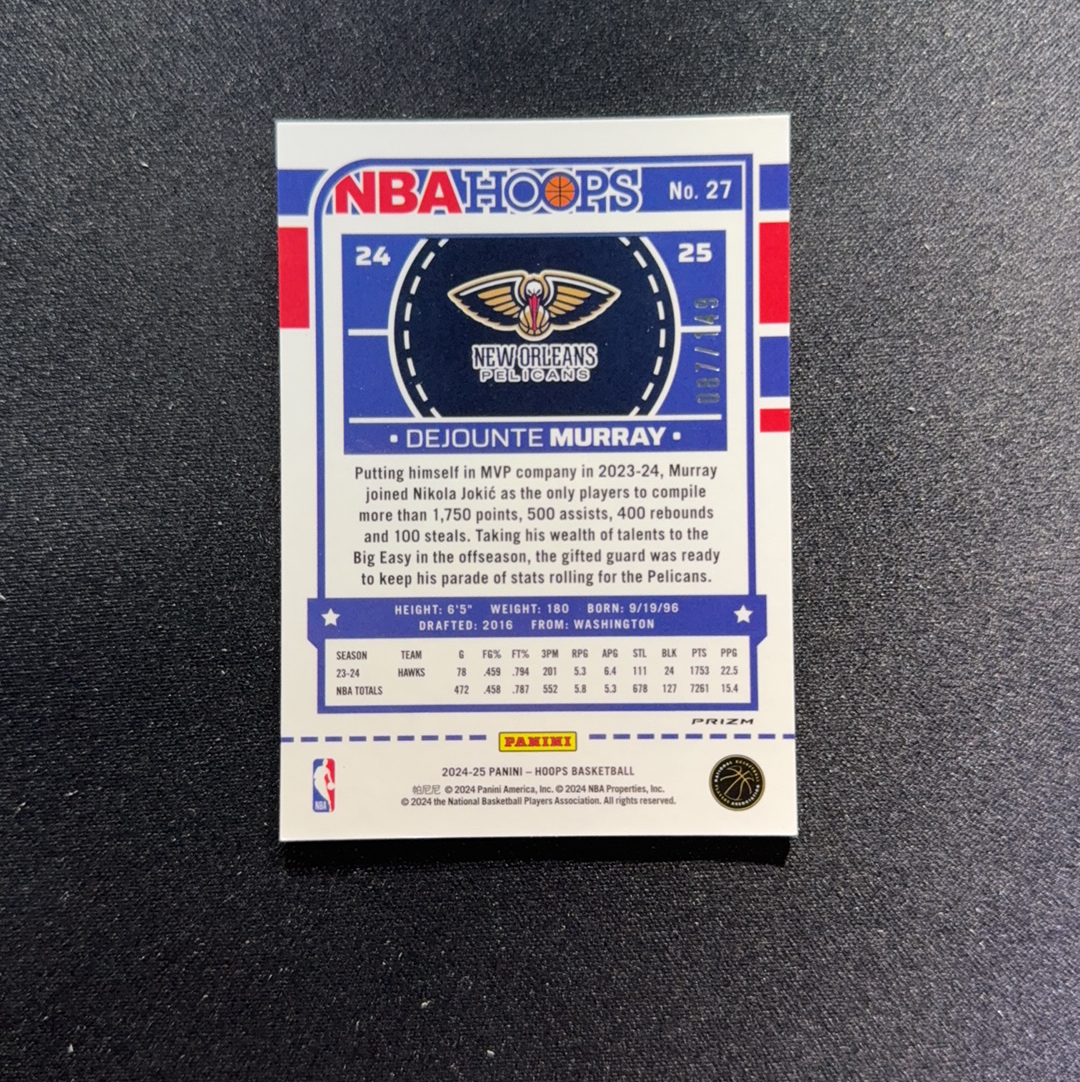 NBA HOOPS No. 27
24 25
NEW ORLEANS
PELICANS
087/149
• DEJOUNTE MURRAY •
Putting himself in MVP company in 2023-24, Murray
joined Nikola Jokić as the only players to compile
more than 1,750 points, 500 assists, 400 rebounds
and 100 steals. Taking his wealth of talents to the
Big Easy in the offseason, the gifted guard was ready
to keep his parade of stats rolling for the Pelicans.
HEIGHT: 6'5" WEIGHT: 180 BORN: 9/19/96
DRAFTED: 2016 FROM: WASHINGTON
SEASON TEAM G FG% FT% 3PM RPG APG STL BLK PTS PPG
23-24 HAWKS 78 .459 .794 201 5.3 6.4 111 24 1753 22.5
NBA TOTALS 472 .458 .787 552 5.8 5.3 678 127 7261 15.4
PRIZM
PANINI
2024-25 PANINI – HOOPS BASKETBALL
帕尼尼 © 2024 Panini America, Inc. © 2024 NBA Properties, Inc.
© 2024 the National Basketball Players Association. All rights reserved.
NBA
NATIONAL BASKETBALL
PLAYERS ASSOCIATION